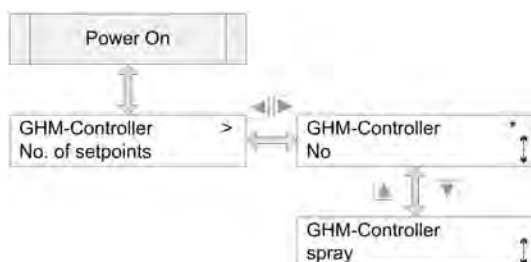 Power On
GHM-Controller >
No. of setpoints
GHM-Controller *
No
GHM-Controller
spray